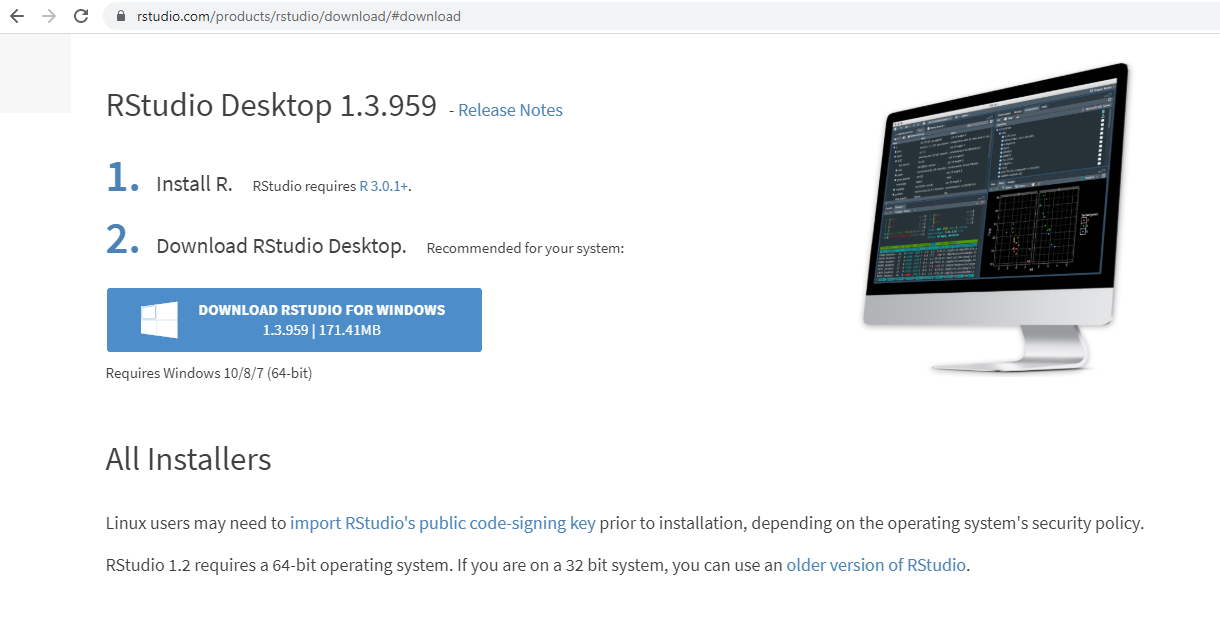 rstudio.com/products/rstudio/download/#download
RStudio Desktop 1.3.959 - Release Notes
1. Install R. RStudio requires R 3.0.1+.
2. Download RStudio Desktop. Recommended for your system:
DOWNLOAD RSTUDIO FOR WINDOWS
1.3.959 | 171.41MB
Requires Windows 10/8/7 (64-bit)
All Installers
Linux users may need to import RStudio's public code-signing key prior to installation, depending on the operating system's security policy.
RStudio 1.2 requires a 64-bit operating system. If you are on a 32 bit system, you can use an older version of RStudio.